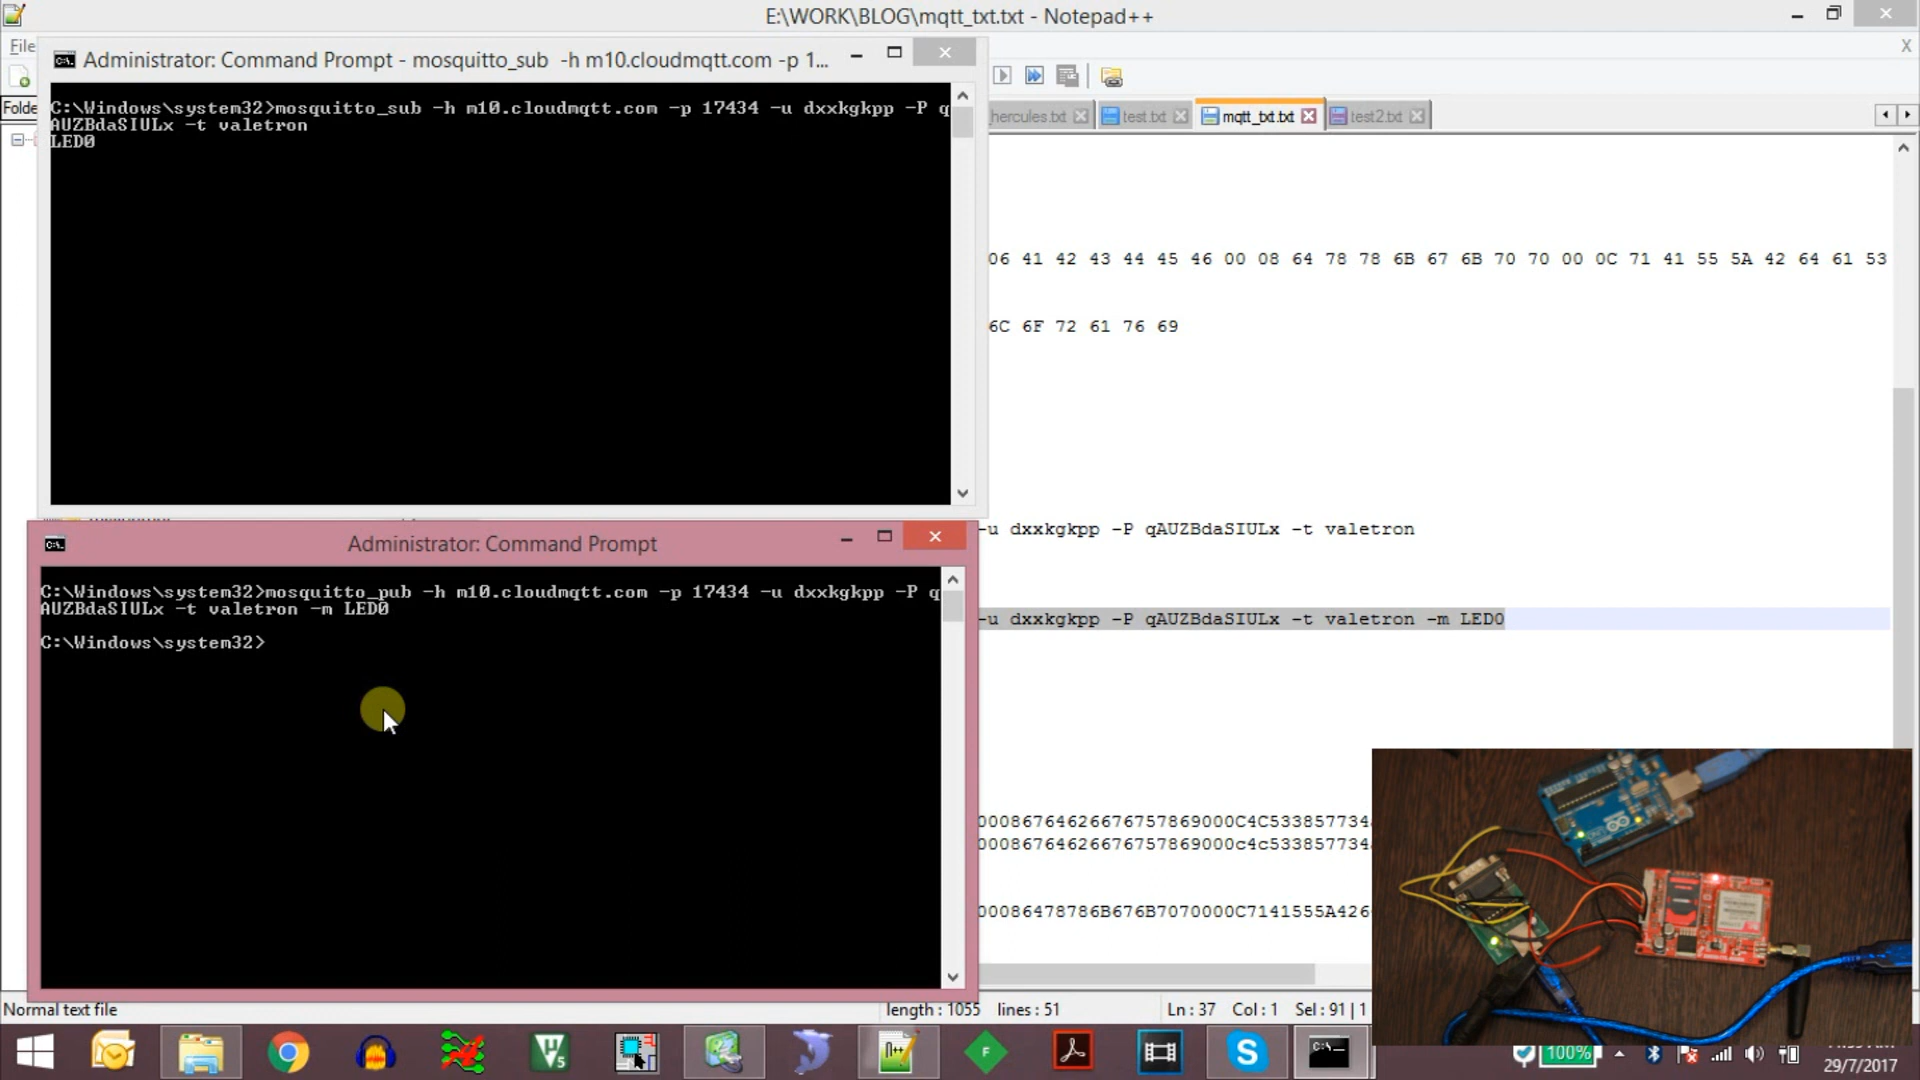 E:\WORK\BLOG\mqtt_txt.txt - Notepad++
File
Administrator: Command Prompt - mosquitto_sub -h m10.cloudmqtt.com -p 1...
Folde
hercules.txt test.txt mqtt_txt.txt test2.txt
C:\Windows\system32>mosquitto_sub -h m10.cloudmqtt.com -p 17434 -u dxxkgkpp -P q
AUZBdaSIULx -t valetron
LED0
06 41 42 43 44 45 46 00 08 64 78 78 6B 67 6B 70 70 00 0C 71 41 55 5A 42 64 61 53
6C 6F 72 61 76 69
-u dxxkgkpp -P qAUZBdaSIULx -t valetron
Administrator: Command Prompt
C:\Windows\system32>mosquitto_pub -h m10.cloudmqtt.com -p 17434 -u dxxkgkpp -P q
AUZBdaSIULx -t valetron -m LED0
-u dxxkgkpp -P qAUZBdaSIULx -t valetron -m LED0
C:\Windows\system32>
Normal text file
length : 1055 lines : 51
Ln : 37 Col : 1 Sel : 91 | 1
100%
29/7/2017